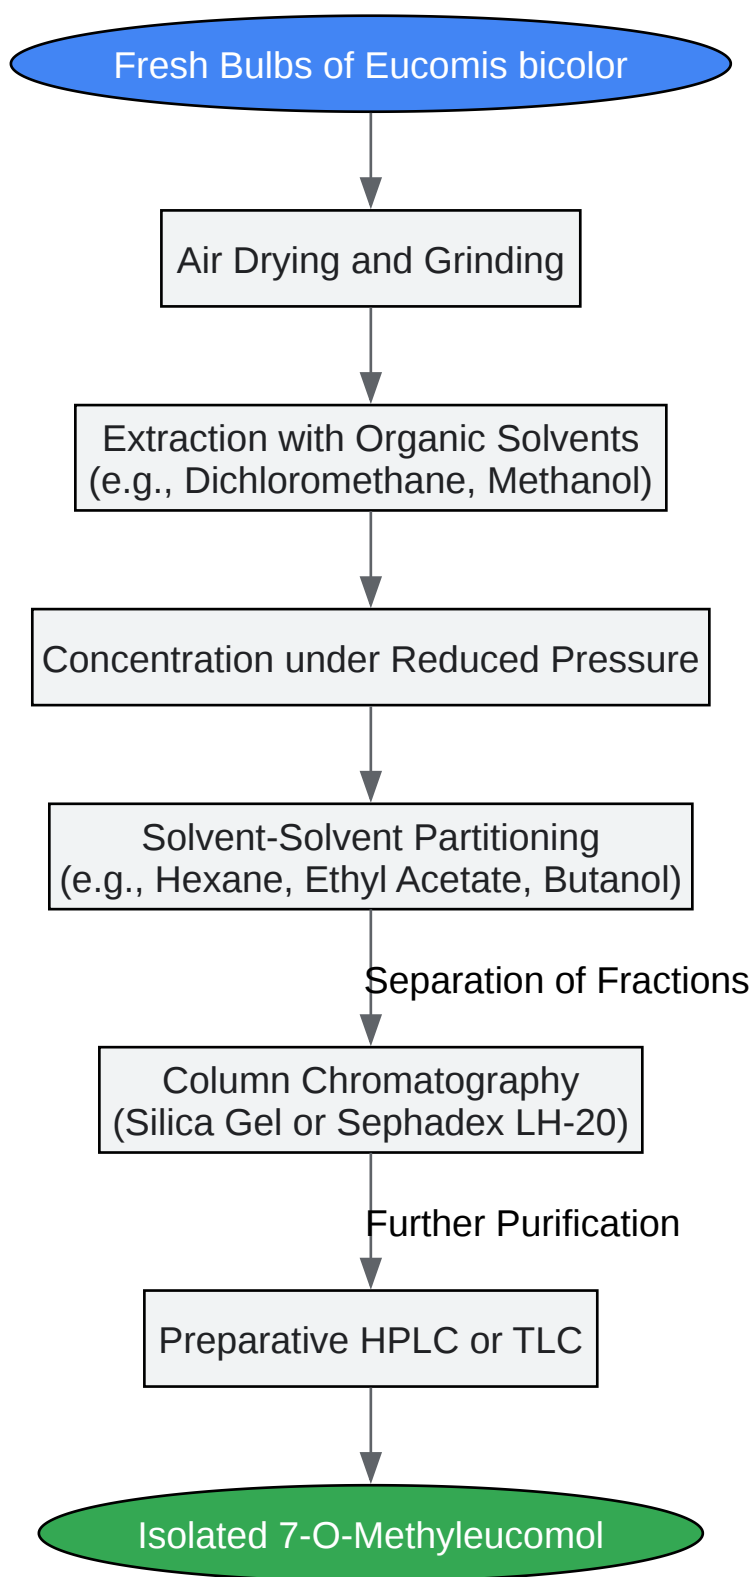 Fresh Bulbs of Eucomis bicolor
Air Drying and Grinding
Extraction with Organic Solvents
(e.g., Dichloromethane, Methanol)
Concentration under Reduced Pressure
Solvent-Solvent Partitioning
(e.g., Hexane, Ethyl Acetate, Butanol)
Separation of Fractions
Column Chromatography
(Silica Gel or Sephadex LH-20)
Further Purification
Preparative HPLC or TLC
Isolated 7-O-Methyleucomol